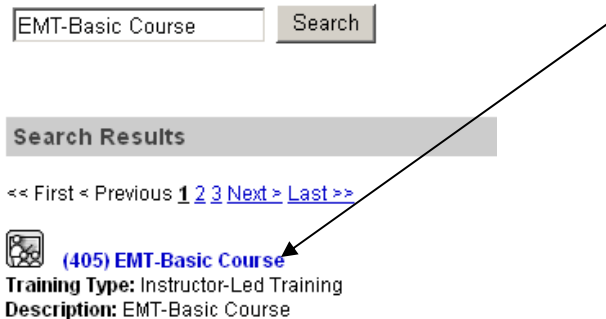 EMT-Basic Course Search
Search Results
<< First < Previous 1 2 3 Next > Last >>
(405) EMT-Basic Course
Training Type: Instructor-Led Training
Description: EMT-Basic Course